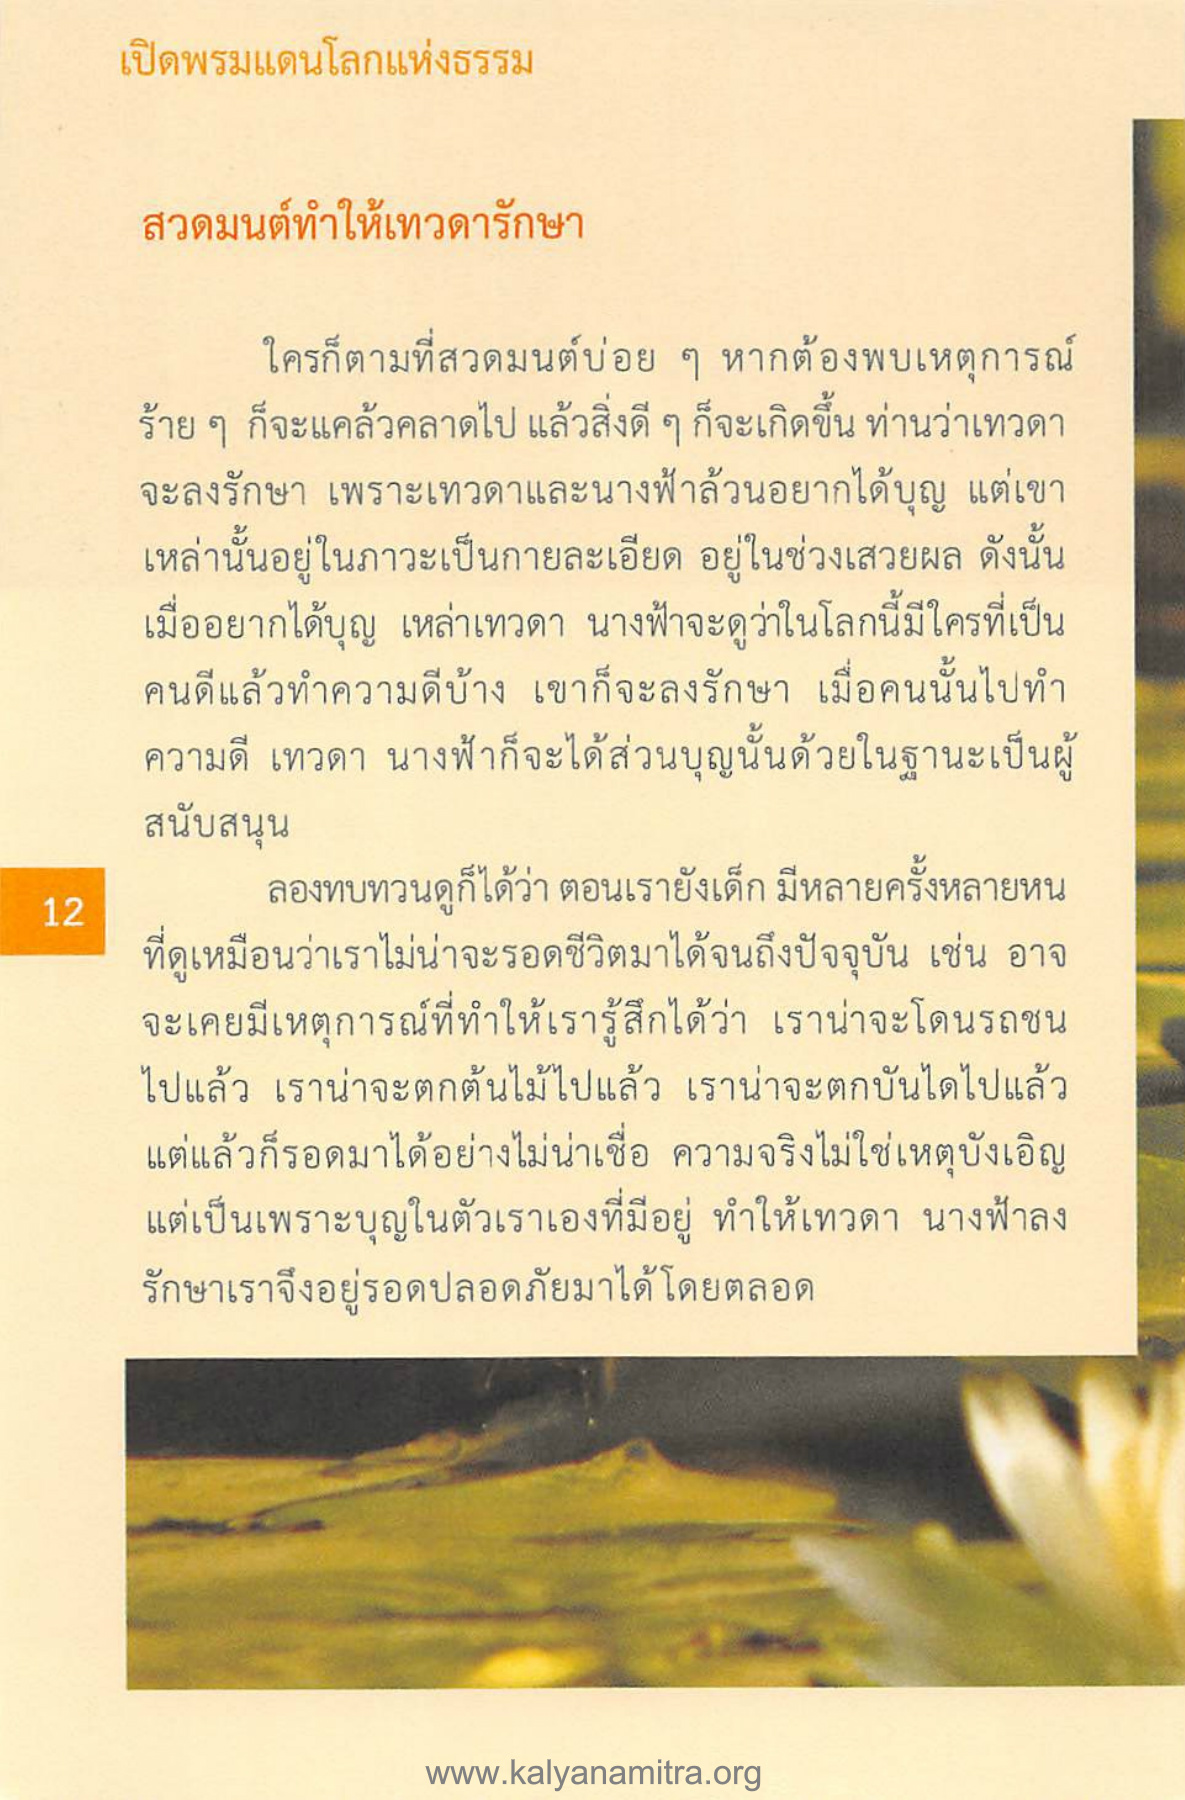 เปิดพรมแดนโลกแห่งธรรม
สวดมนต์ทำให้เทวดารักษา
ใครก็ตามที่สวดมนต์บ่อย ๆ หากต้องพบเหตุการณ์
ร้าย ๆ ก็จะแคล้วคลาดไป แล้วสิ่งดี ๆ ก็จะเกิดขึ้น ท่านว่าเทวดา
จะลงรักษา เพราะเทวดาและนางฟ้าล้วนอยากได้บุญ แต่เขา
เหล่านั้นอยู่ในภาวะเป็นกายละเอียด อยู่ในช่วงเสวยผล ดังนั้น
เมื่ออยากได้บุญ เหล่าเทวดา นางฟ้าจะดูว่าในโลกนี้มีใครที่เป็น
คนดีแล้วทำความดีบ้าง เขาก็จะลงรักษา เมื่อคนนั้นไปทำ
ความดี เทวดา นางฟ้าก็จะได้ส่วนบุญนั้นด้วยในฐานะเป็นผู้
สนับสนุน
ลองทบทวนดูก็ได้ว่า ตอนเรายังเด็ก มีหลายครั้งหลายหน
ที่ดูเหมือนว่าเราไม่น่าจะรอดชีวิตมาได้จนถึงปัจจุบัน เช่น อาจ
จะเคยมีเหตุการณ์ที่ทำให้เรารู้สึกได้ว่า เราน่าจะโดนรถชน
ไปแล้ว เราน่าจะตกต้นไม้ไปแล้ว เราน่าจะตกบันไดไปแล้ว
แต่แล้วก็รอดมาได้อย่างไม่น่าเชื่อ ความจริงไม่ใช่เหตุบังเอิญ
แต่เป็นเพราะบุญในตัวเราเองที่มีอยู่ ทำให้เทวดา นางฟ้าลง
รักษาเราจึงอยู่รอดปลอดภัยมาได้โดยตลอด
12
www.kalyanamitra.org